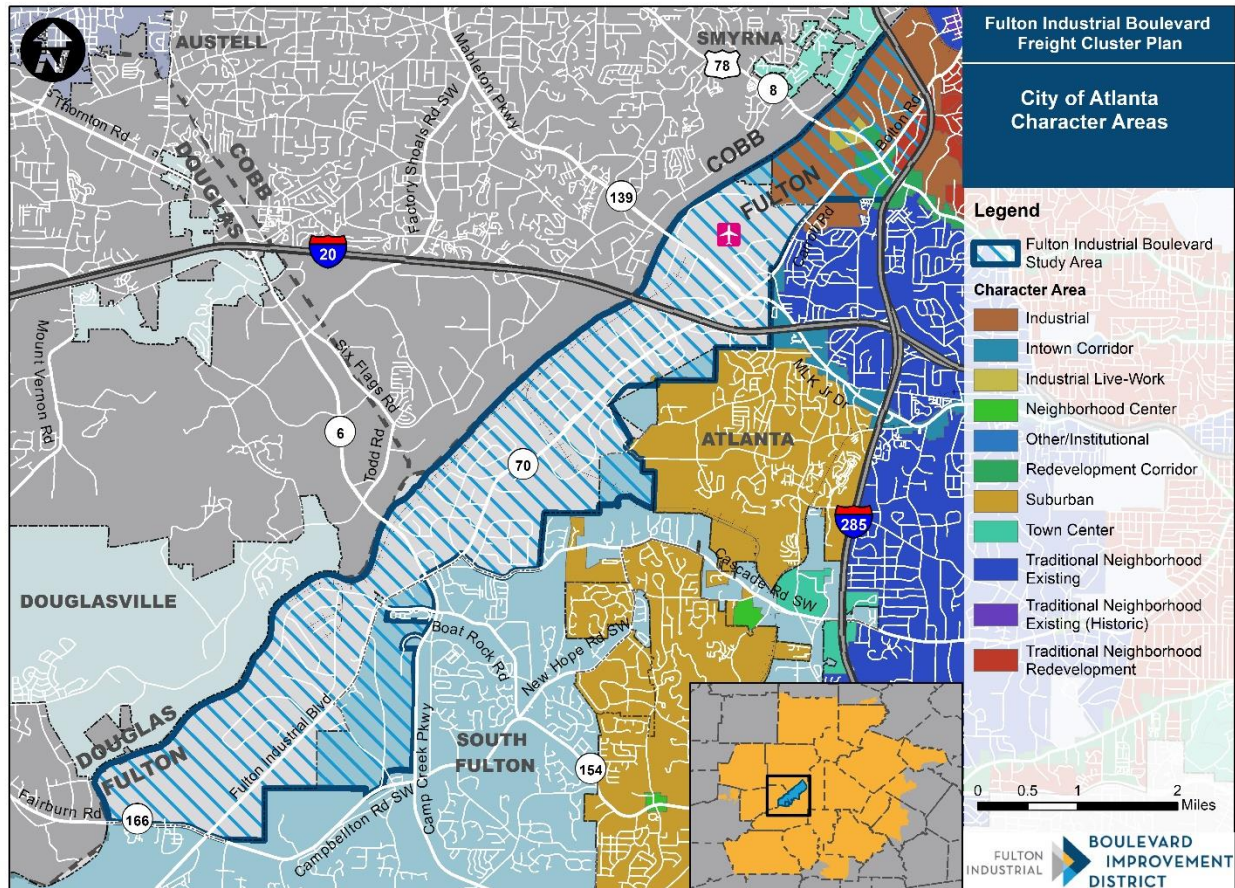 N
AUSTELL
SMYRNA
78
8
Mableton Pkwy
Thornton Rd
Factory Shoals Rd SW
COBB
DOUGLAS
COBB
FULTON
Bolton Rd
139
Carroll Rd
20
Mount Vernon Rd
Six Flags Rd
MLK Jr Dr
6
Todd Rd
ATLANTA
70
285
Cascade Rd SW
DOUGLASVILLE
Boat Rock Rd
New Hope Rd SW
DOUGLAS
FULTON
Fulton Industrial Blvd
SOUTH
FULTON
Camp Creek Pkwy
154
Fairburn Rd
166
Campbellton Rd SW
Fulton Industrial Boulevard
Freight Cluster Plan
City of Atlanta
Character Areas
Legend
Fulton Industrial Boulevard
Study Area
Character Area
Industrial
Intown Corridor
Industrial Live-Work
Neighborhood Center
Other/Institutional
Redevelopment Corridor
Suburban
Town Center
Traditional Neighborhood
Existing
Traditional Neighborhood
Existing (Historic)
Traditional Neighborhood
Redevelopment
0 0.5 1 2
Miles
FULTON
INDUSTRIAL
BOULEVARD
IMPROVEMENT
DISTRICT